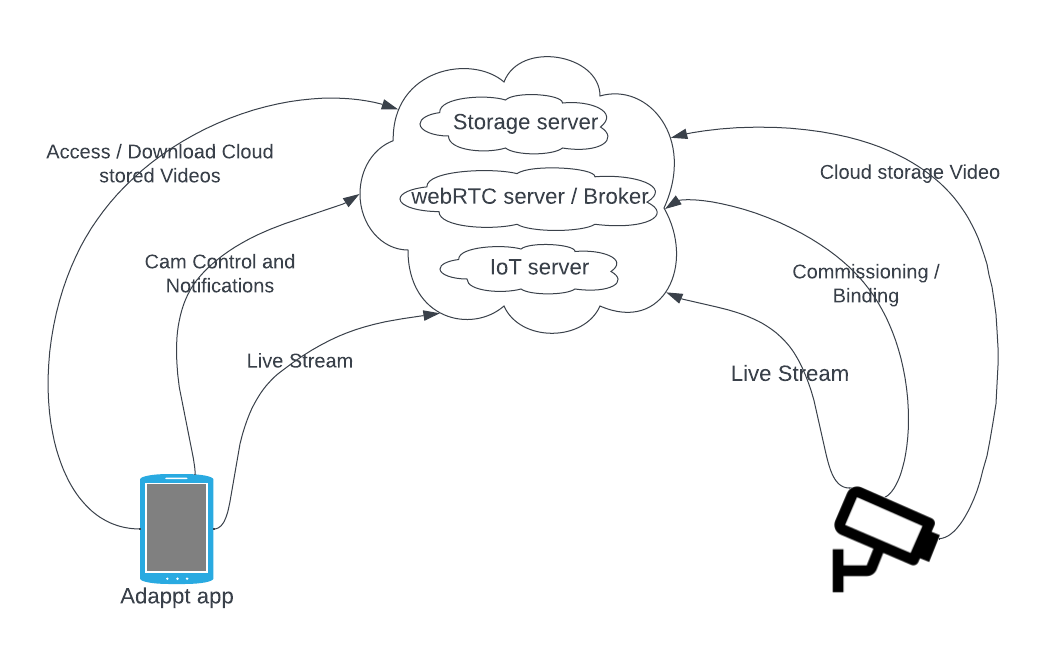 Storage server
Access / Download Cloud
stored Videos
Cloud storage Video
webRTC server / Broker
Cam Control and
Notifications
IoT server
Commissioning /
Binding
Live Stream
Live Stream
Adappt app